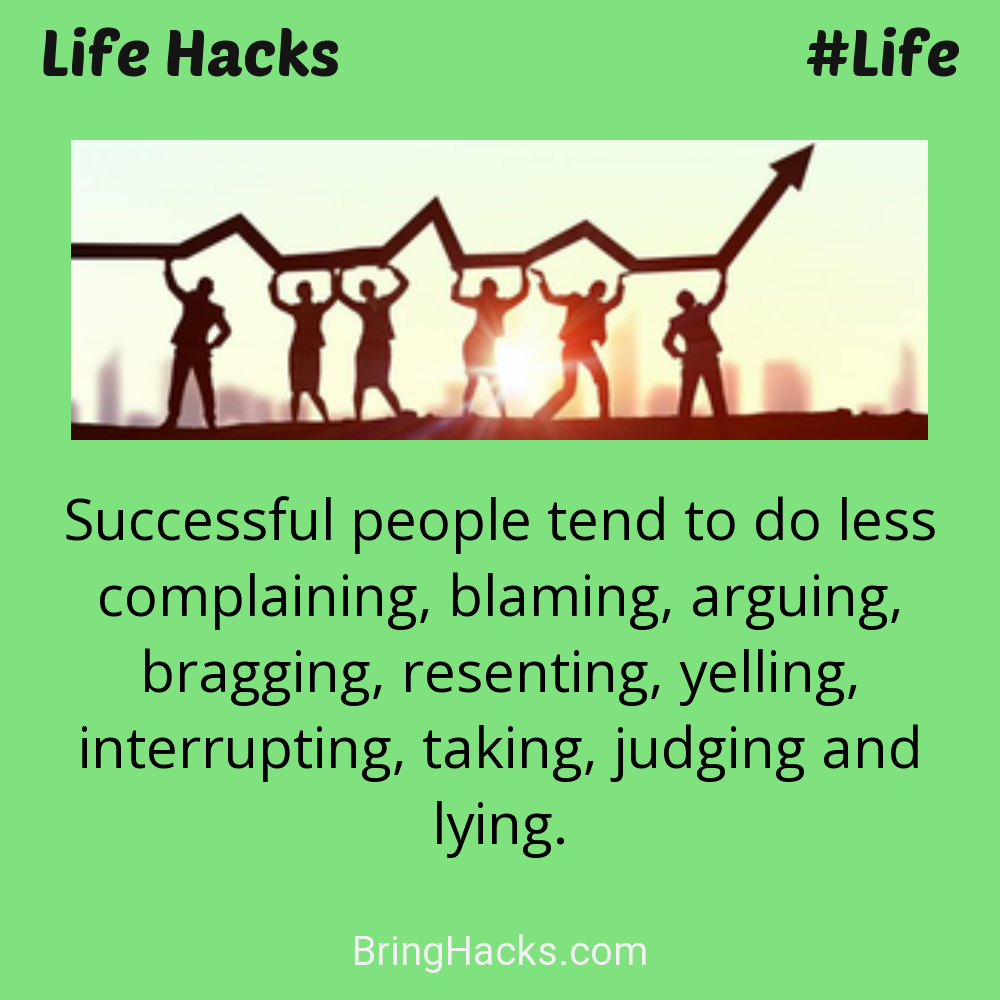 Life Hacks
#Life
Successful people tend to do less
complaining, blaming, arguing,
bragging, resenting, yelling,
interrupting, taking, judging and
lying.
BringHacks.com